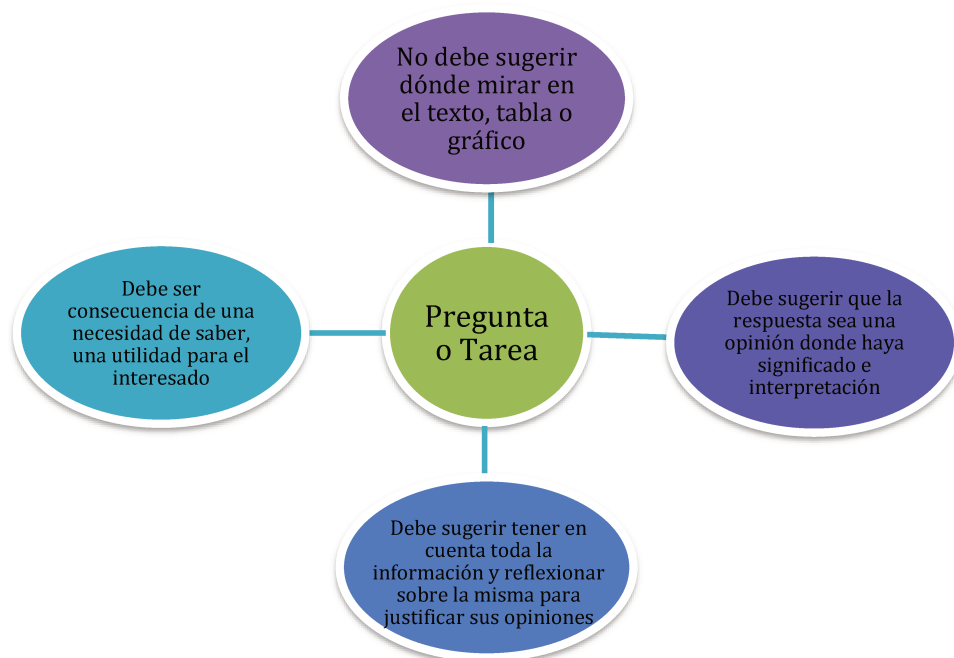 No debe sugerir
dónde mirar en
el texto, tabla o
gráfico
Debe ser
consecuencia de una
necesidad de saber,
una utilidad para el
interesado
Pregunta
o Tarea
Debe sugerir que la
respuesta sea una
opinión donde haya
significado e
interpretación
Debe sugerir tener en
cuenta toda la
información y reflexionar
sobre la misma para
justificar sus opiniones